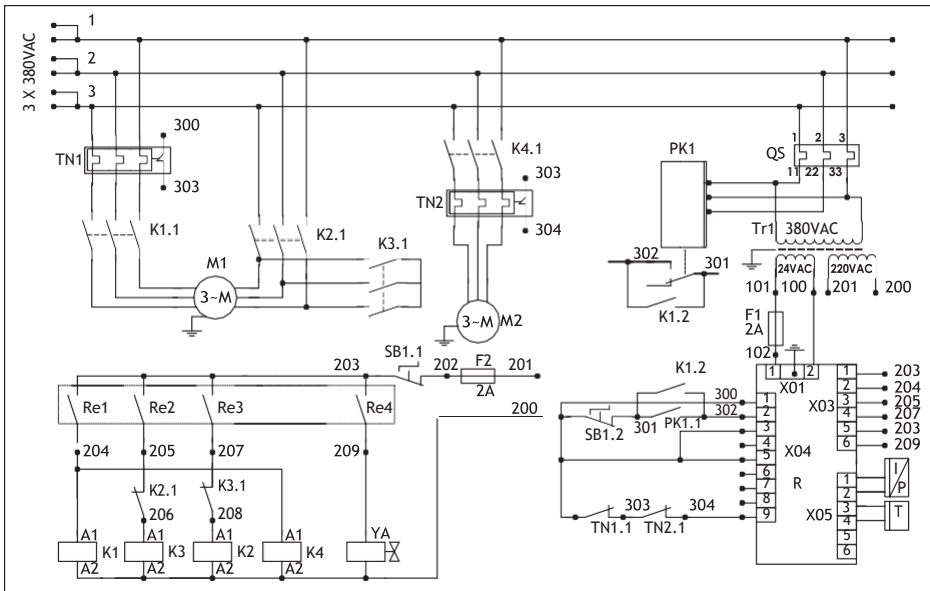 3 X 380VAC
1
2
3
TN1
300
303
K1.1
M1
3~M
K2.1
K3.1
K4.1
TN2
303
304
3~M
M2
PK1
302
301
K1.2
QS
1
2
3
11
22
33
Tr1
380VAC
24VAC
220VAC
101
100
201
200
F1
2A
102
203
SB1.1
202
F2
2A
201
200
Re1
Re2
Re3
Re4
204
205
207
209
K2.1
206
K3.1
208
A1
A2
K1
A1
A2
K3
A1
A2
K2
A1
A2
K4
YA
K1.2
300
302
SB1.2
301
PK1.1
TN1.1
303
TN2.1
304
1
2
3
4
5
6
7
8
9
X04
R
1
2
X01
X03
1
2
3
4
5
6
203
204
205
207
203
209
X05
1
2
3
4
5
6
I/P
T